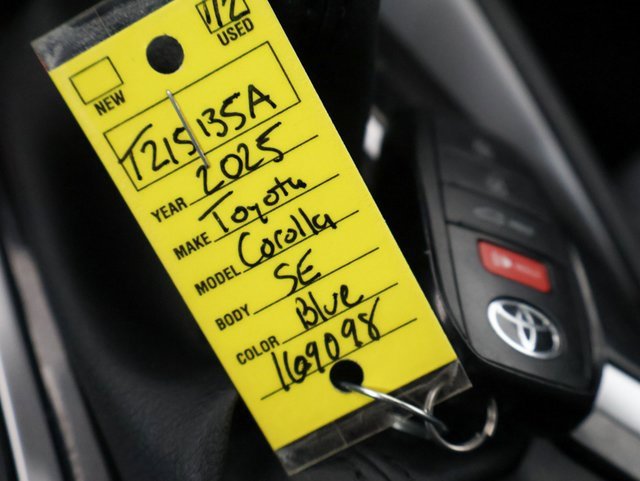 USED
NEW
T215135A
YEAR 2025
MAKE Toyota
MODEL Corolla
BODY SE
COLOR Blue
169098